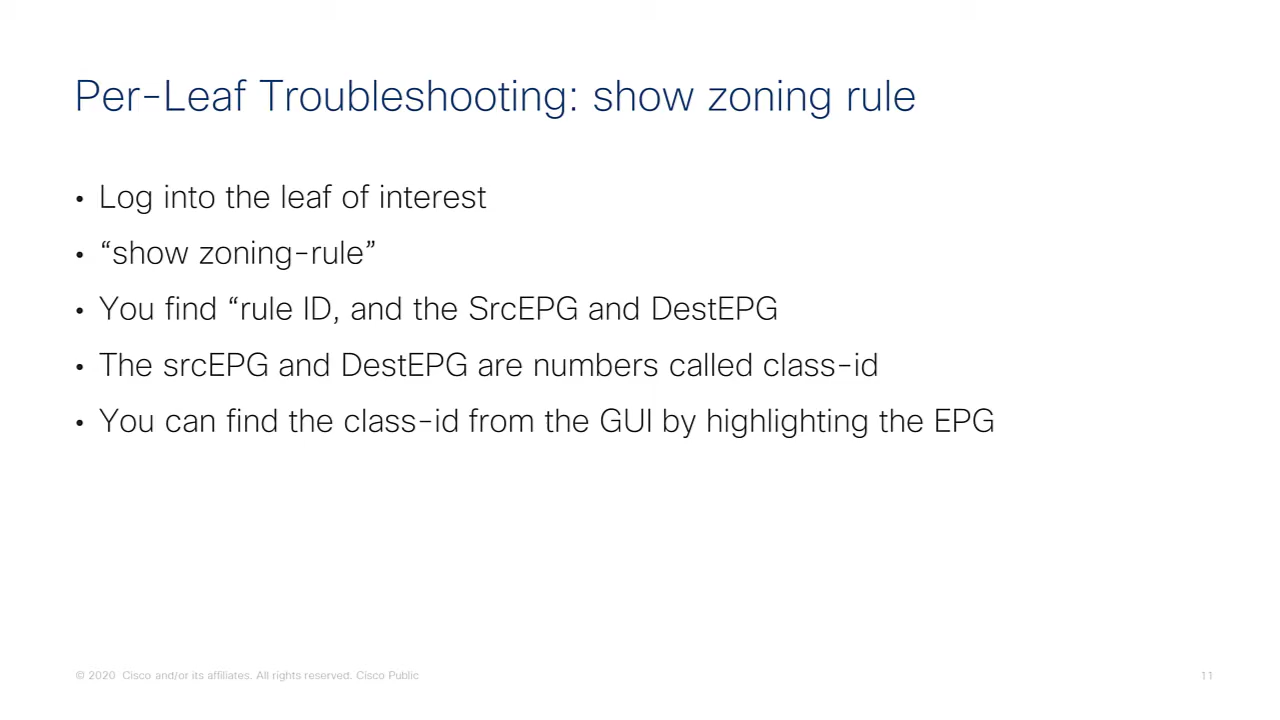 Per-Leaf Troubleshooting: show zoning rule
• Log into the leaf of interest
• “show zoning-rule”
• You find “rule ID, and the SrcEPG and DestEPG
• The srcEPG and DestEPG are numbers called class-id
• You can find the class-id from the GUI by highlighting the EPG
© 2020 Cisco and/or its affiliates. All rights reserved. Cisco Public
11